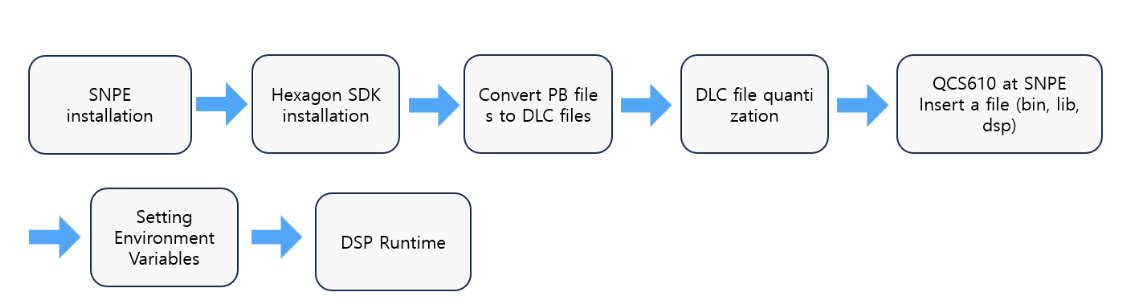 SNPE
installation
Hexagon SDK
installation
Convert PB file
s to DLC files
DLC file quanti
zation
QCS610 at SNPE
Insert a file (bin, lib,
dsp)
Setting
Environment
Variables
DSP Runtime